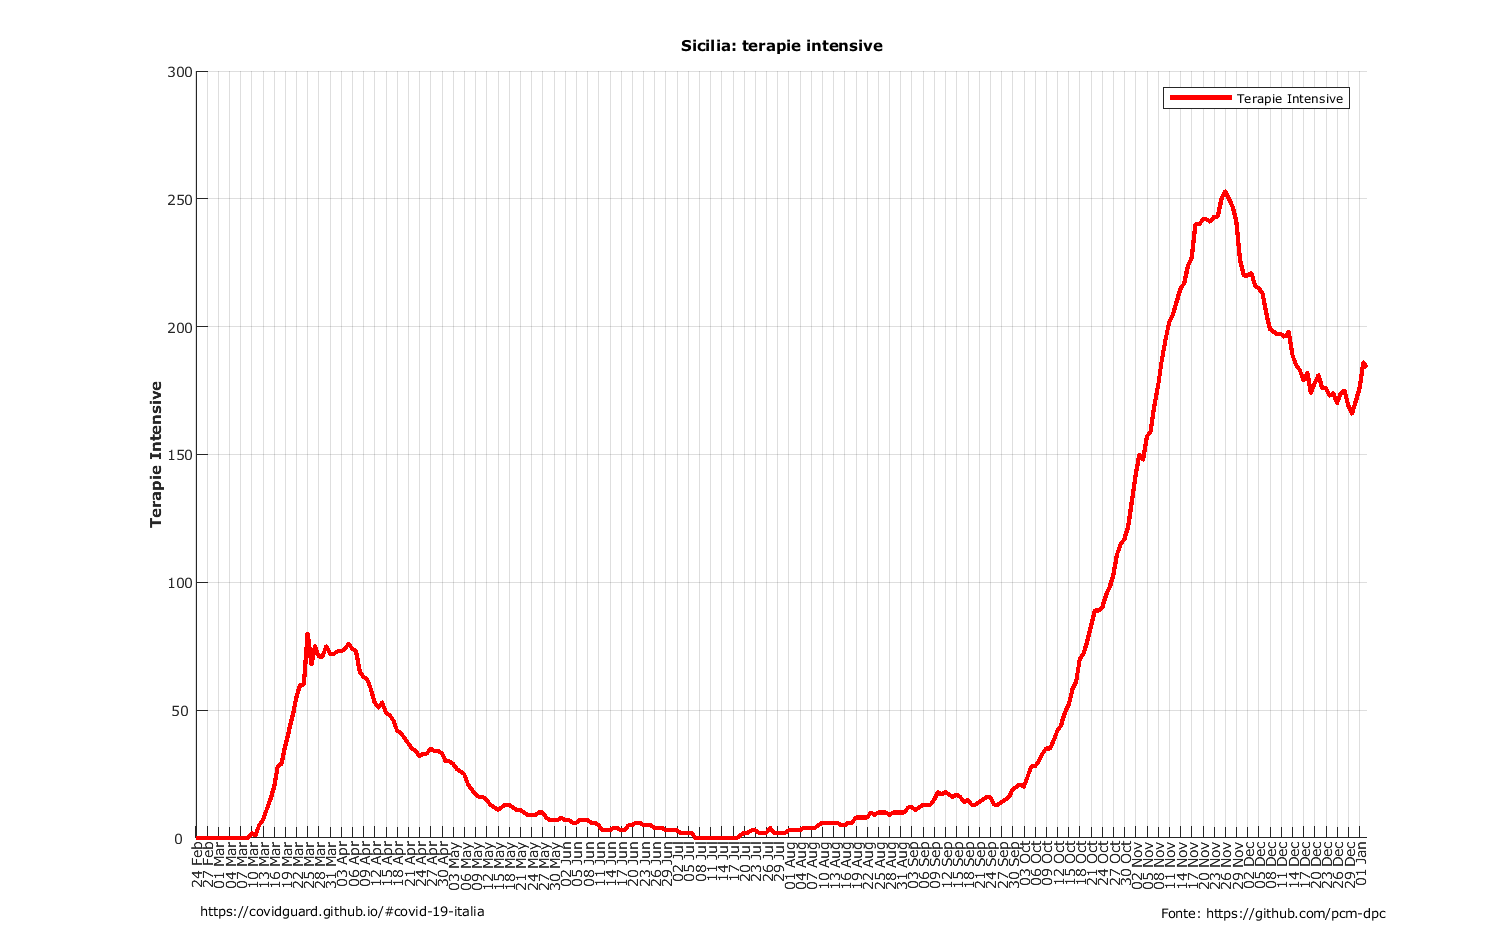 Sicilia: terapie intensive
Terapie Intensive
Terapie Intensive
300
250
200
150
100
50
0
24 Feb
27 Feb
01 Mar
04 Mar
07 Mar
10 Mar
13 Mar
16 Mar
19 Mar
22 Mar
25 Mar
28 Mar
31 Mar
03 Apr
06 Apr
09 Apr
12 Apr
15 Apr
18 Apr
21 Apr
24 Apr
27 Apr
30 Apr
03 May
06 May
09 May
12 May
15 May
18 May
21 May
24 May
27 May
30 May
02 Jun
05 Jun
08 Jun
11 Jun
14 Jun
17 Jun
20 Jun
23 Jun
26 Jun
29 Jun
02 Jul
05 Jul
08 Jul
11 Jul
14 Jul
17 Jul
20 Jul
23 Jul
26 Jul
29 Jul
01 Aug
04 Aug
07 Aug
10 Aug
13 Aug
16 Aug
19 Aug
22 Aug
25 Aug
28 Aug
31 Aug
03 Sep
06 Sep
09 Sep
12 Sep
15 Sep
18 Sep
21 Sep
24 Sep
27 Sep
30 Sep
03 Oct
06 Oct
09 Oct
12 Oct
15 Oct
18 Oct
21 Oct
24 Oct
27 Oct
30 Oct
02 Nov
05 Nov
08 Nov
11 Nov
14 Nov
17 Nov
20 Nov
23 Nov
26 Nov
29 Nov
02 Dec
05 Dec
08 Dec
11 Dec
14 Dec
17 Dec
20 Dec
23 Dec
26 Dec
29 Dec
01 Jan
https://covidguard.github.io/#covid-19-italia
Fonte: https://github.com/pcm-dpc